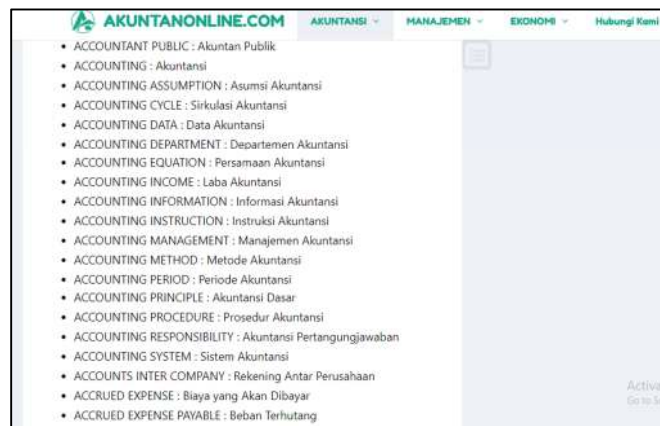 AKUNTANONLINE.COM AKUNTANSI MANAJEMEN EKONOMI Hubungi Kami
• ACCOUNTANT PUBLIC : Akuntan Publik
• ACCOUNTING : Akuntansi
• ACCOUNTING ASSUMPTION : Asumsi Akuntansi
• ACCOUNTING CYCLE : Sirkulasi Akuntansi
• ACCOUNTING DATA : Data Akuntansi
• ACCOUNTING DEPARTMENT : Departemen Akuntansi
• ACCOUNTING EQUATION : Persamaan Akuntansi
• ACCOUNTING INCOME : Laba Akuntansi
• ACCOUNTING INFORMATION : Informasi Akuntansi
• ACCOUNTING INSTRUCTION : Instruksi Akuntansi
• ACCOUNTING MANAGEMENT : Manajemen Akuntansi
• ACCOUNTING METHOD : Metode Akuntansi
• ACCOUNTING PERIOD : Periode Akuntansi
• ACCOUNTING PRINCIPLE : Akuntansi Dasar
• ACCOUNTING PROCEDURE : Prosedur Akuntansi
• ACCOUNTING RESPONSIBILITY : Akuntansi Pertangungjawaban
• ACCOUNTING SYSTEM : Sistem Akuntansi
• ACCOUNTS INTER COMPANY : Rekening Antar Perusahaan
• ACCRUED EXPENSE : Biaya yang Akan Dibayar
• ACCRUED EXPENSE PAYABLE : Beban Terhutang
Activa
Go to S